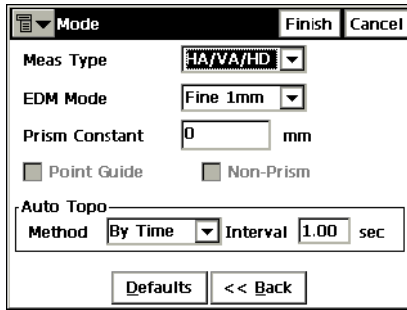 Mode Finish Cancel
Meas Type HA/VA/HD
EDM Mode Fine 1mm
Prism Constant 0 mm
Point Guide Non-Prism
Auto Topo
Method By Time Interval 1.00 sec
Defaults << Back